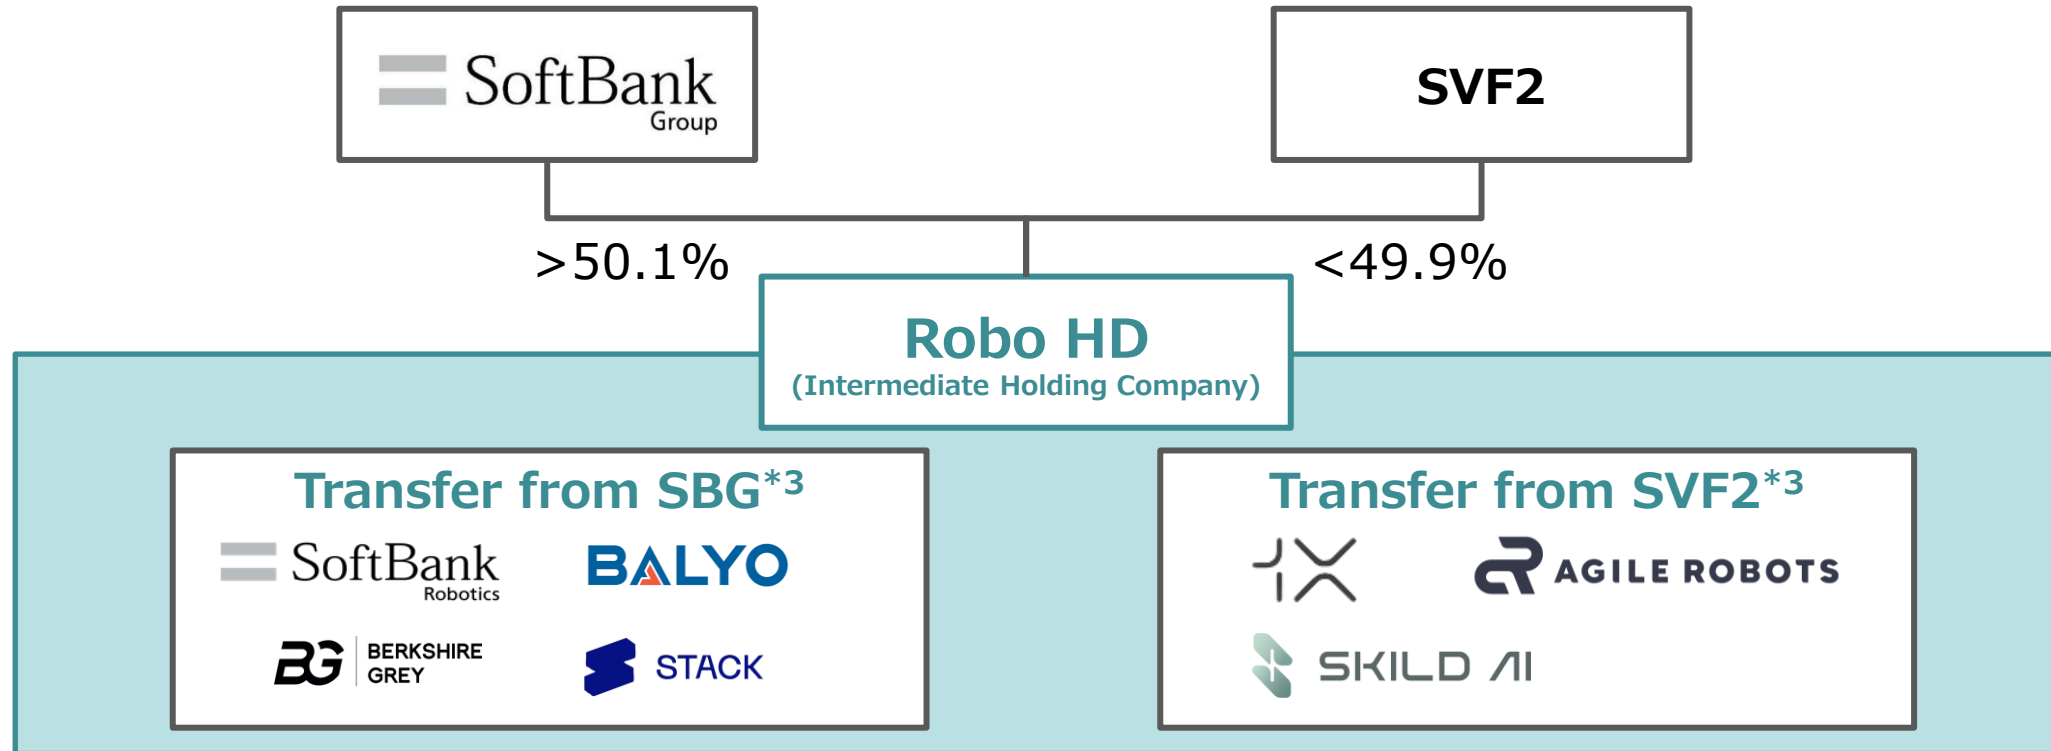 SoftBank
Group
SVF2
>50.1%
<49.9%
Robo HD
(Intermediate Holding Company)
Transfer from SBG*3
SoftBank
Robotics
BALYO
BG
BERKSHIRE
GREY
STACK
Transfer from SVF2*3
1X
AGILE ROBOTS
SKILD AI